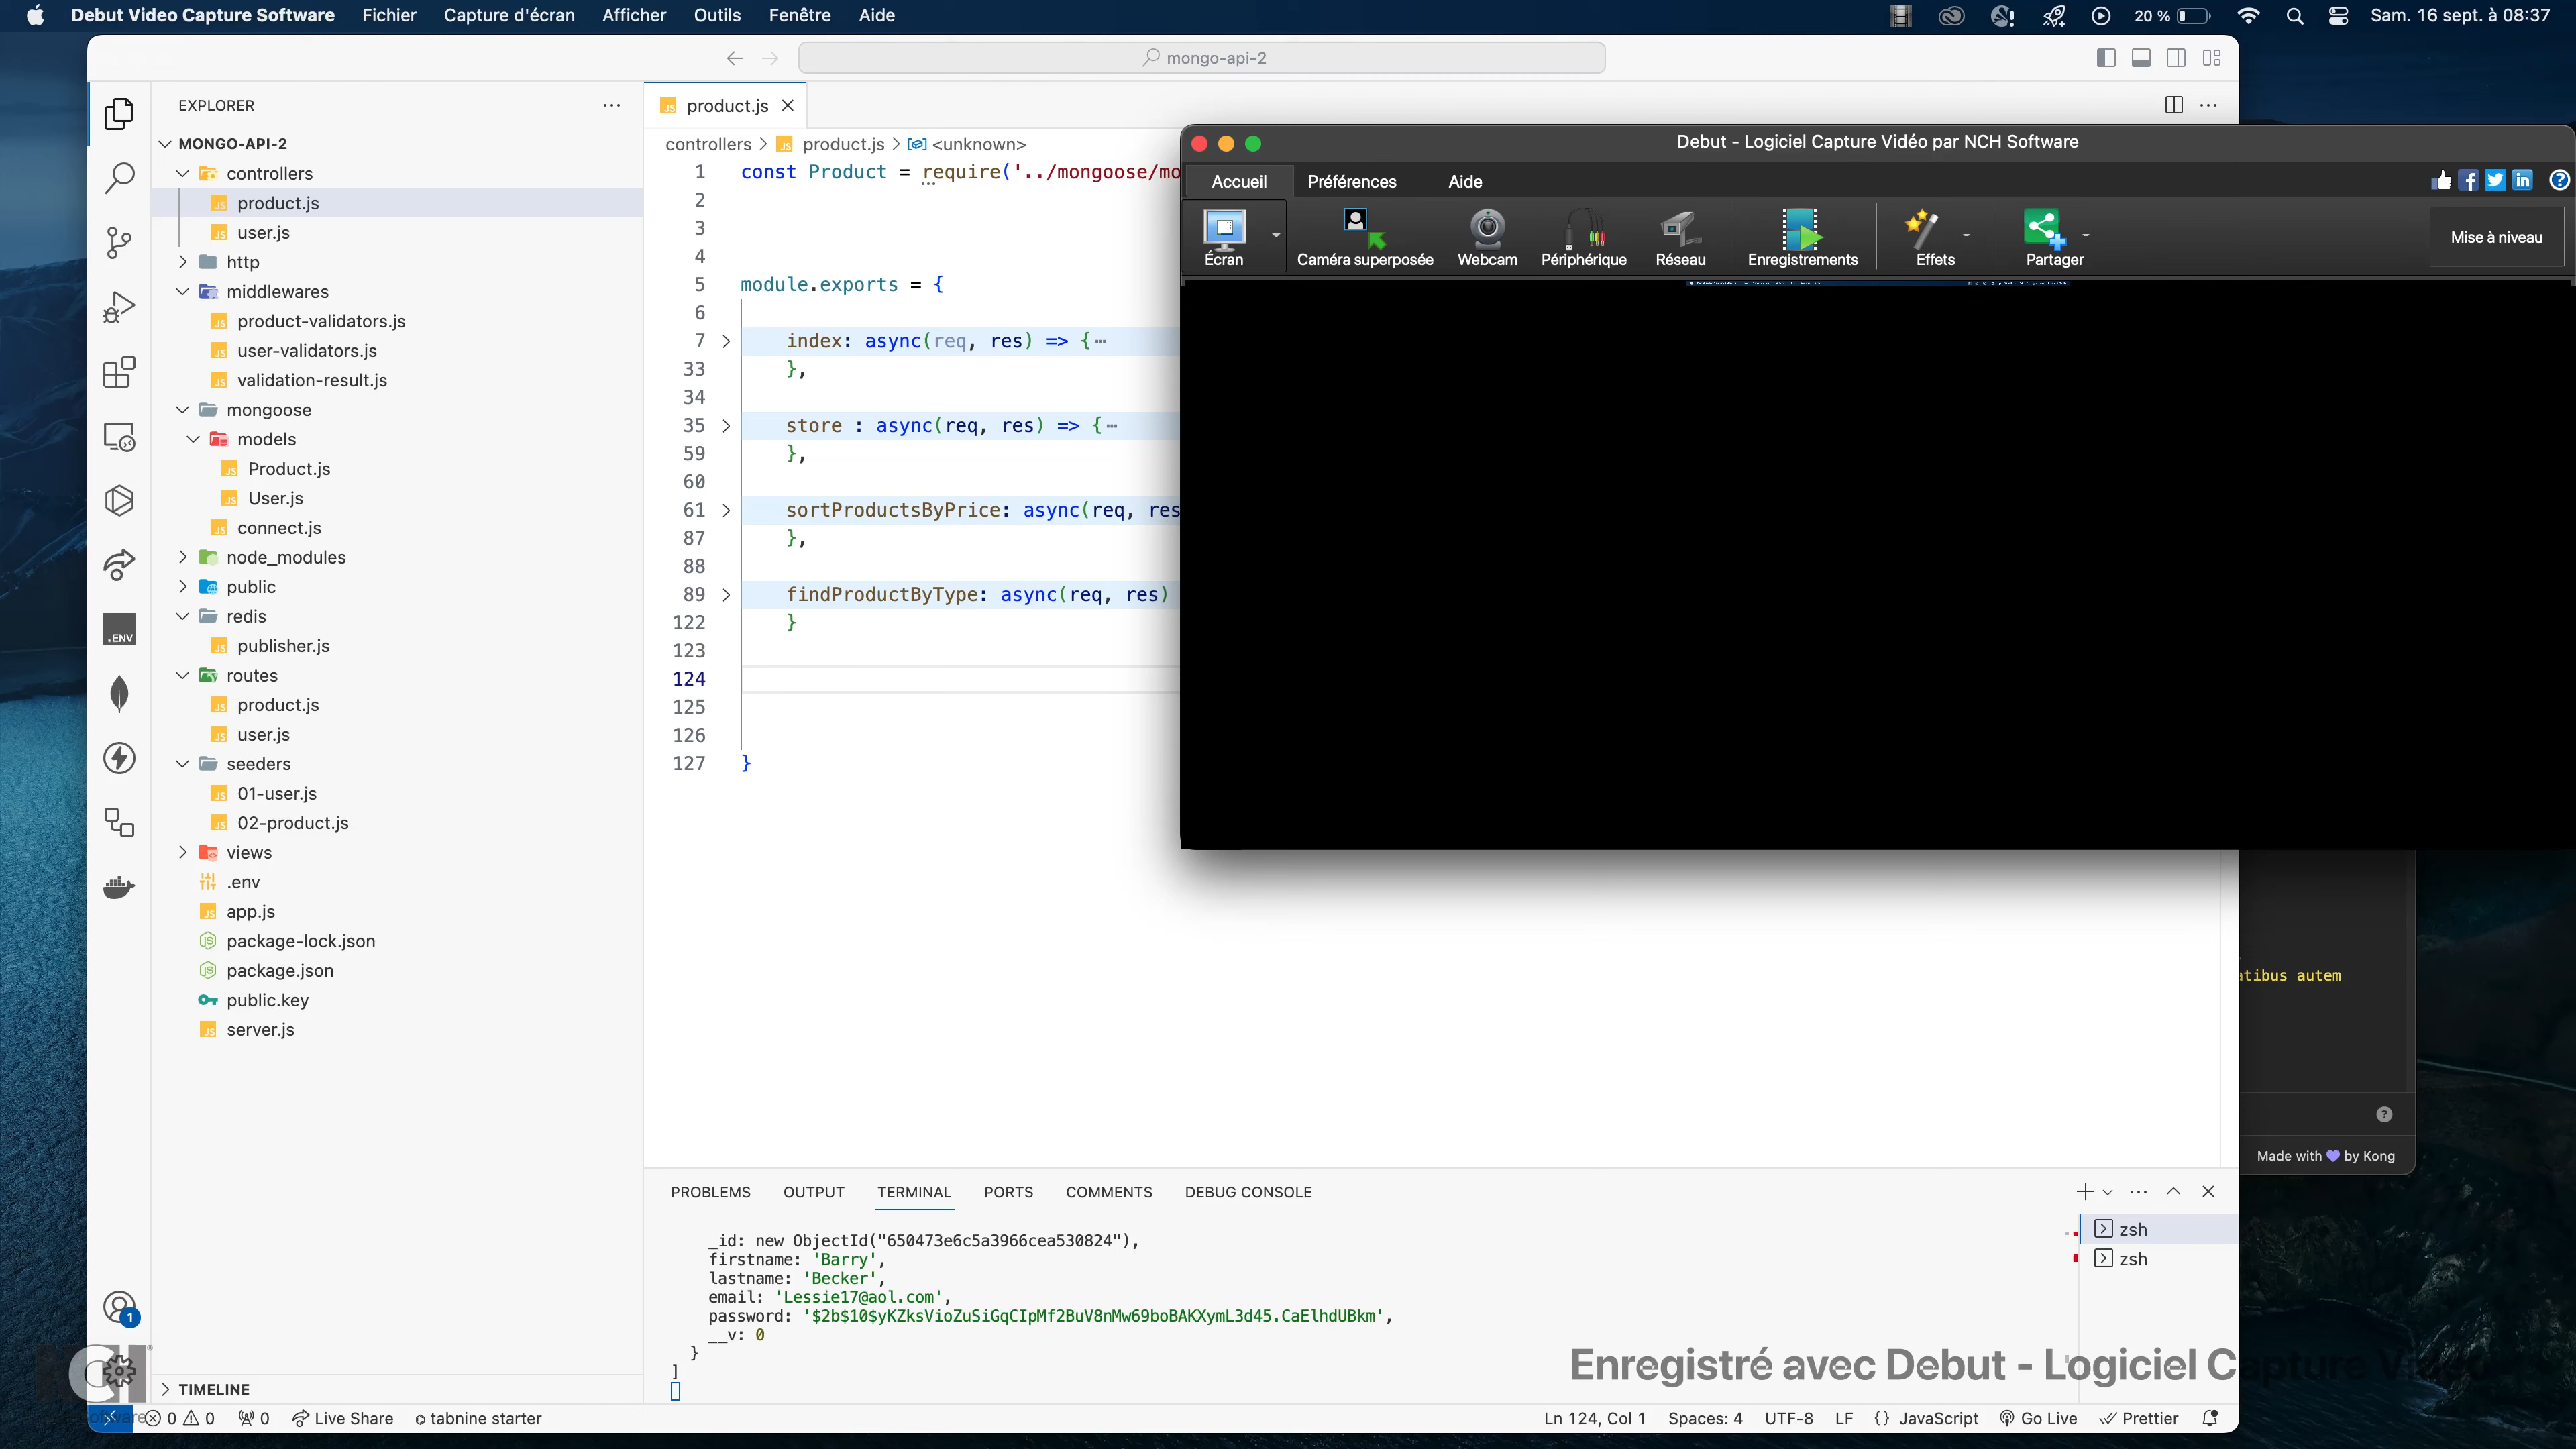 Debut Video Capture Software Fichier Capture d'écran Afficher Outils Fenêtre Aide 20 % Sam. 16 sept. à 08:37
mongo-api-2
EXPLORER
MONGO-API-2
controllers
product.js
user.js
http
middlewares
product-validators.js
user-validators.js
validation-result.js
mongoose
models
Product.js
User.js
connect.js
node_modules
public
redis
publisher.js
routes
product.js
user.js
seeders
01-user.js
02-product.js
views
.env
app.js
package-lock.json
package.json
public.key
server.js
TIMELINE
.ENV
1
product.js
controllers > product.js > <unknown>
1 const Product = require('../mongoose/mo
2
3
4
5 module.exports = {
6
7 index: async(req, res) => {…
33 },
34
35 store : async(req, res) => {…
59 },
60
61 sortProductsByPrice: async(req, res
87 },
88
89 findProductByType: async(req, res)
122 }
123
124
125
126
127 }
Debut - Logiciel Capture Vidéo par NCH Software
Accueil Préférences Aide
Écran Caméra superposée Webcam Périphérique Réseau Enregistrements Effets Partager Mise à niveau
tibus autem
Made with 💜 by Kong
PROBLEMS OUTPUT TERMINAL PORTS COMMENTS DEBUG CONSOLE
_id: new ObjectId("650473e6c5a3966cea530824"),
firstname: 'Barry',
lastname: 'Becker',
email: 'Lessie17@aol.com',
password: '$2b$10$yKZksVioZuSiGqCIpMf2BuV8nMw69boBAKXymL3d45.CaElhdUBkm',
__v: 0
}
]
zsh
zsh
Enregistré avec Debut - Logiciel Capture
0 0 0 Live Share tabnine starter Ln 124, Col 1 Spaces: 4 UTF-8 LF {} JavaScript Go Live Prettier